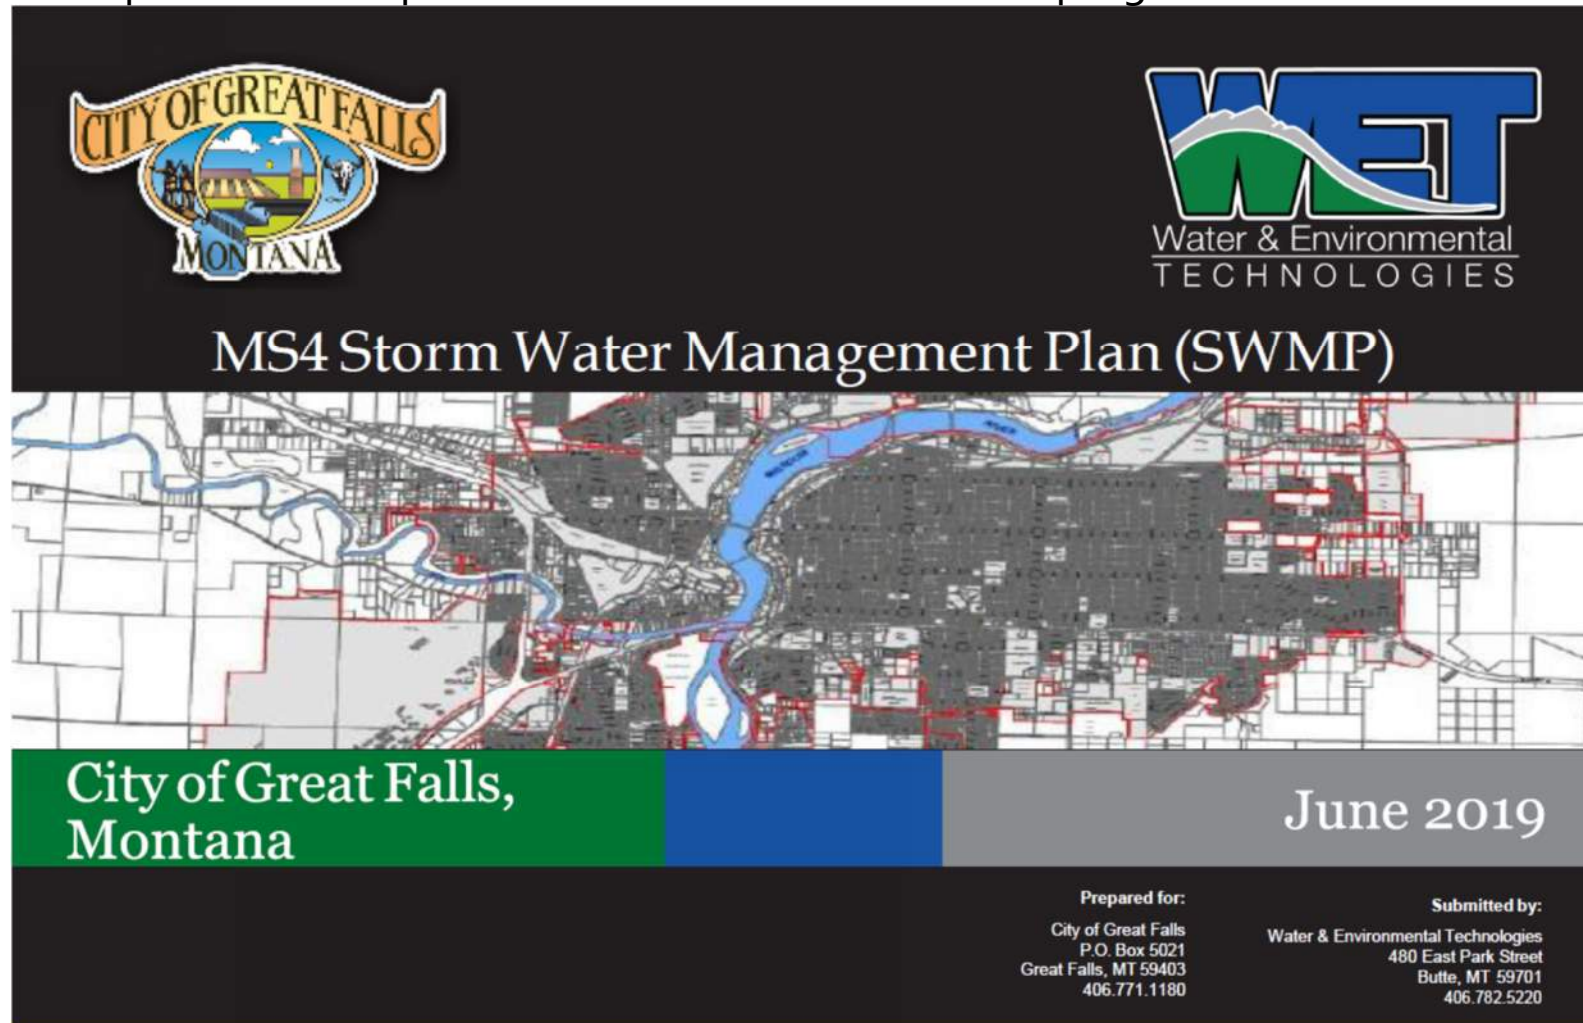 CITY OF GREAT FALLS
MONTANA
WET
Water & Environmental
TECHNOLOGIES
MS4 Storm Water Management Plan (SWMP)
RIVER
City of Great Falls,
Montana
June 2019
Prepared for:
City of Great Falls
P.O. Box 5021
Great Falls, MT 59403
406.771.1180
Submitted by:
Water & Environmental Technologies
480 East Park Street
Butte, MT 59701
406.782.5220